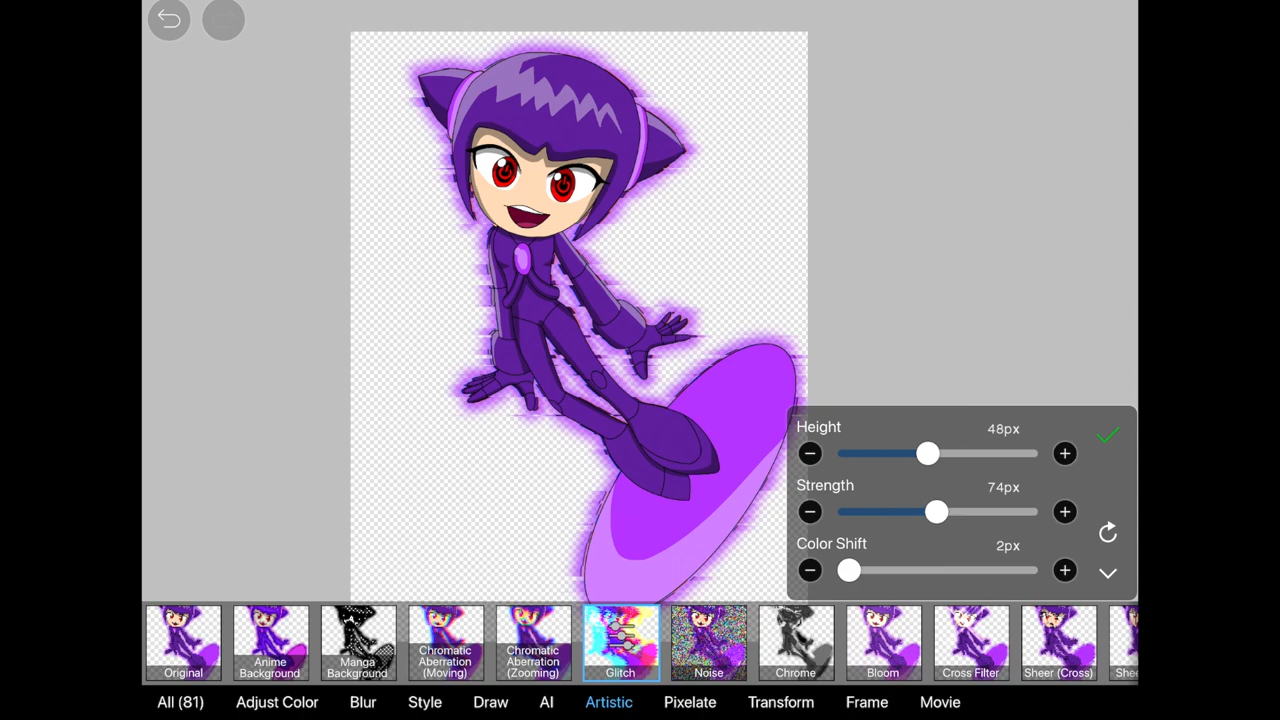 Height 48px
Strength 74px
Color Shift 2px
Original
Anime
Background
Manga
Background
Chromatic
Aberration
(Moving)
Chromatic
Aberration
(Zooming)
Glitch
Noise
Chrome
Bloom
Cross Filter
Sheer (Cross)
Shee
All (81) Adjust Color Blur Style Draw AI Artistic Pixelate Transform Frame Movie